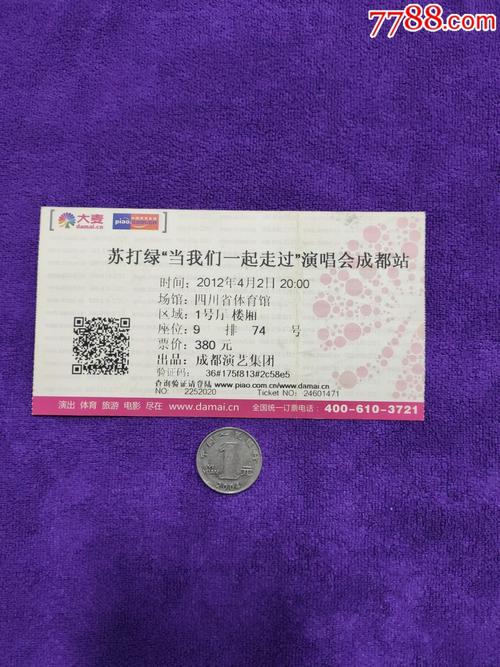 7788.com
大麦
damai.cn
piao
苏打绿“当我们一起走过”演唱会成都站
时间: 2012年4月2日 20:00
场馆: 四川省体育馆
区域: 1号厅 楼厢
座位: 9 排 74 号
票价: 380 元
出品: 成都演艺集团
验证码: 36#175f813#2c58e5
查询验证请登陆 www.piao.com.cn/www.damai.cn
NO: 2252020 Ticket NO: 24601471
演出 体育 旅游 电影 尽在 www.damai.cn 全国统一订票电话: 400-610-3721
1
元
YI YUAN
2004